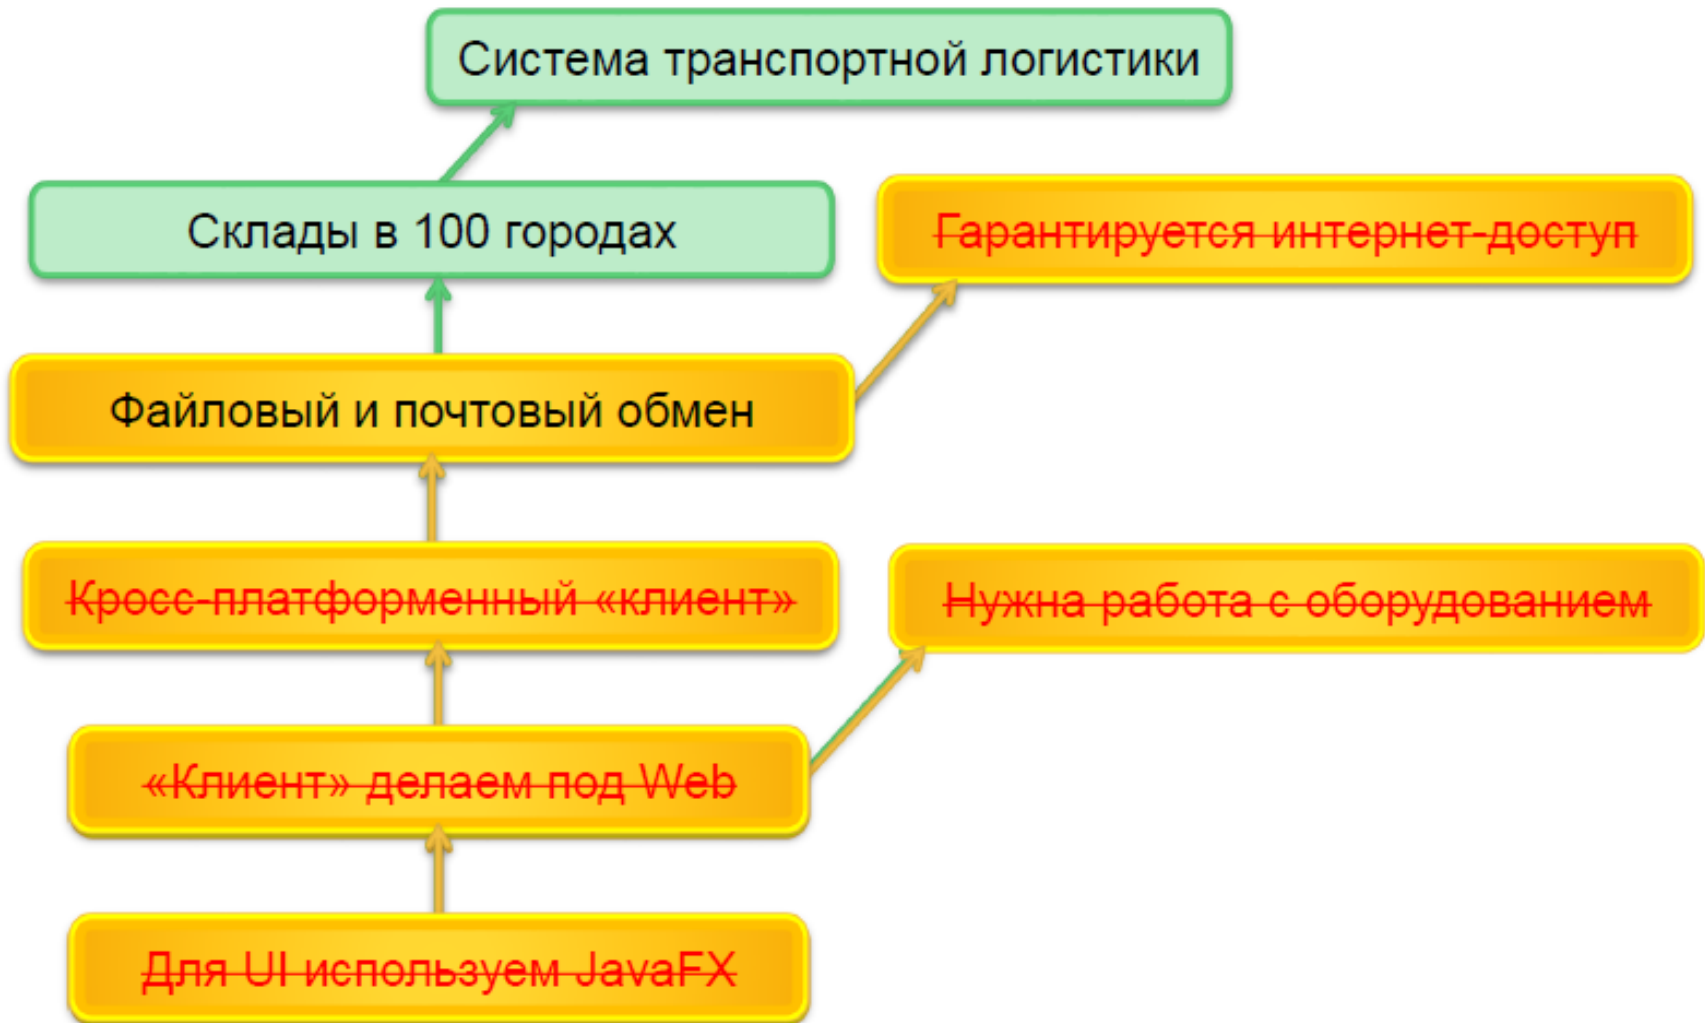 Система транспортной логистики
Склады в 100 городах
Гарантируется интернет-доступ
Файловый и почтовый обмен
Кросс-платформенный «клиент»
Нужна работа с оборудованием
«Клиент» делаем под Web
Для UI используем JavaFX